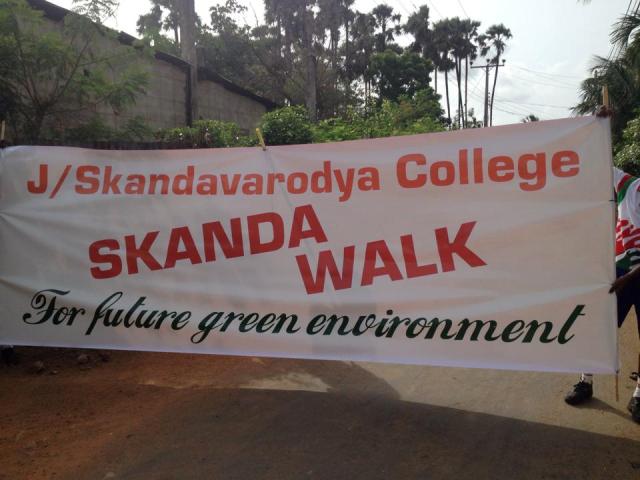 J/Skandavarodya College
SKANDA
WALK
For future green environment